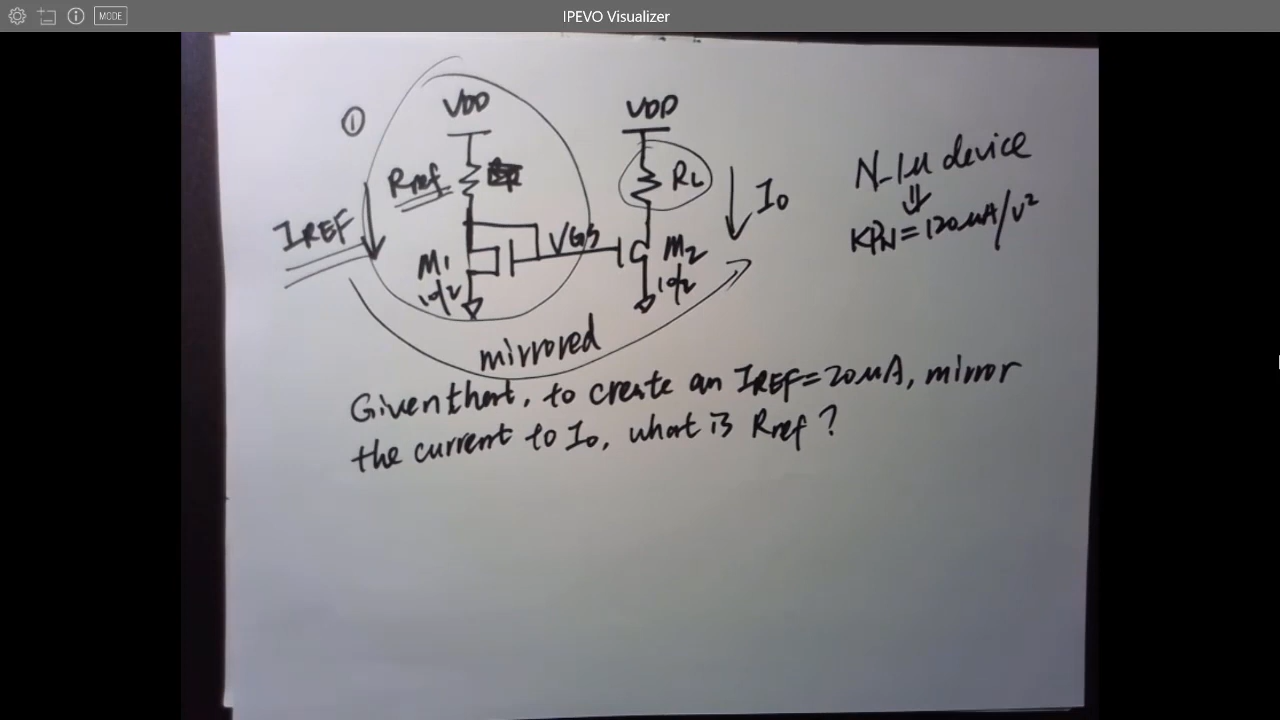 MODE
IPEVO Visualizer
①
VDD
VDD
Rref
RL
Io
IREF
VGS
M1
10/2
M2
10/2
N-1u device
⇓
KPN=120uA/V²
mirrored
Given that, to create an IREF=20uA, mirror
the current to Io, what is Rref?